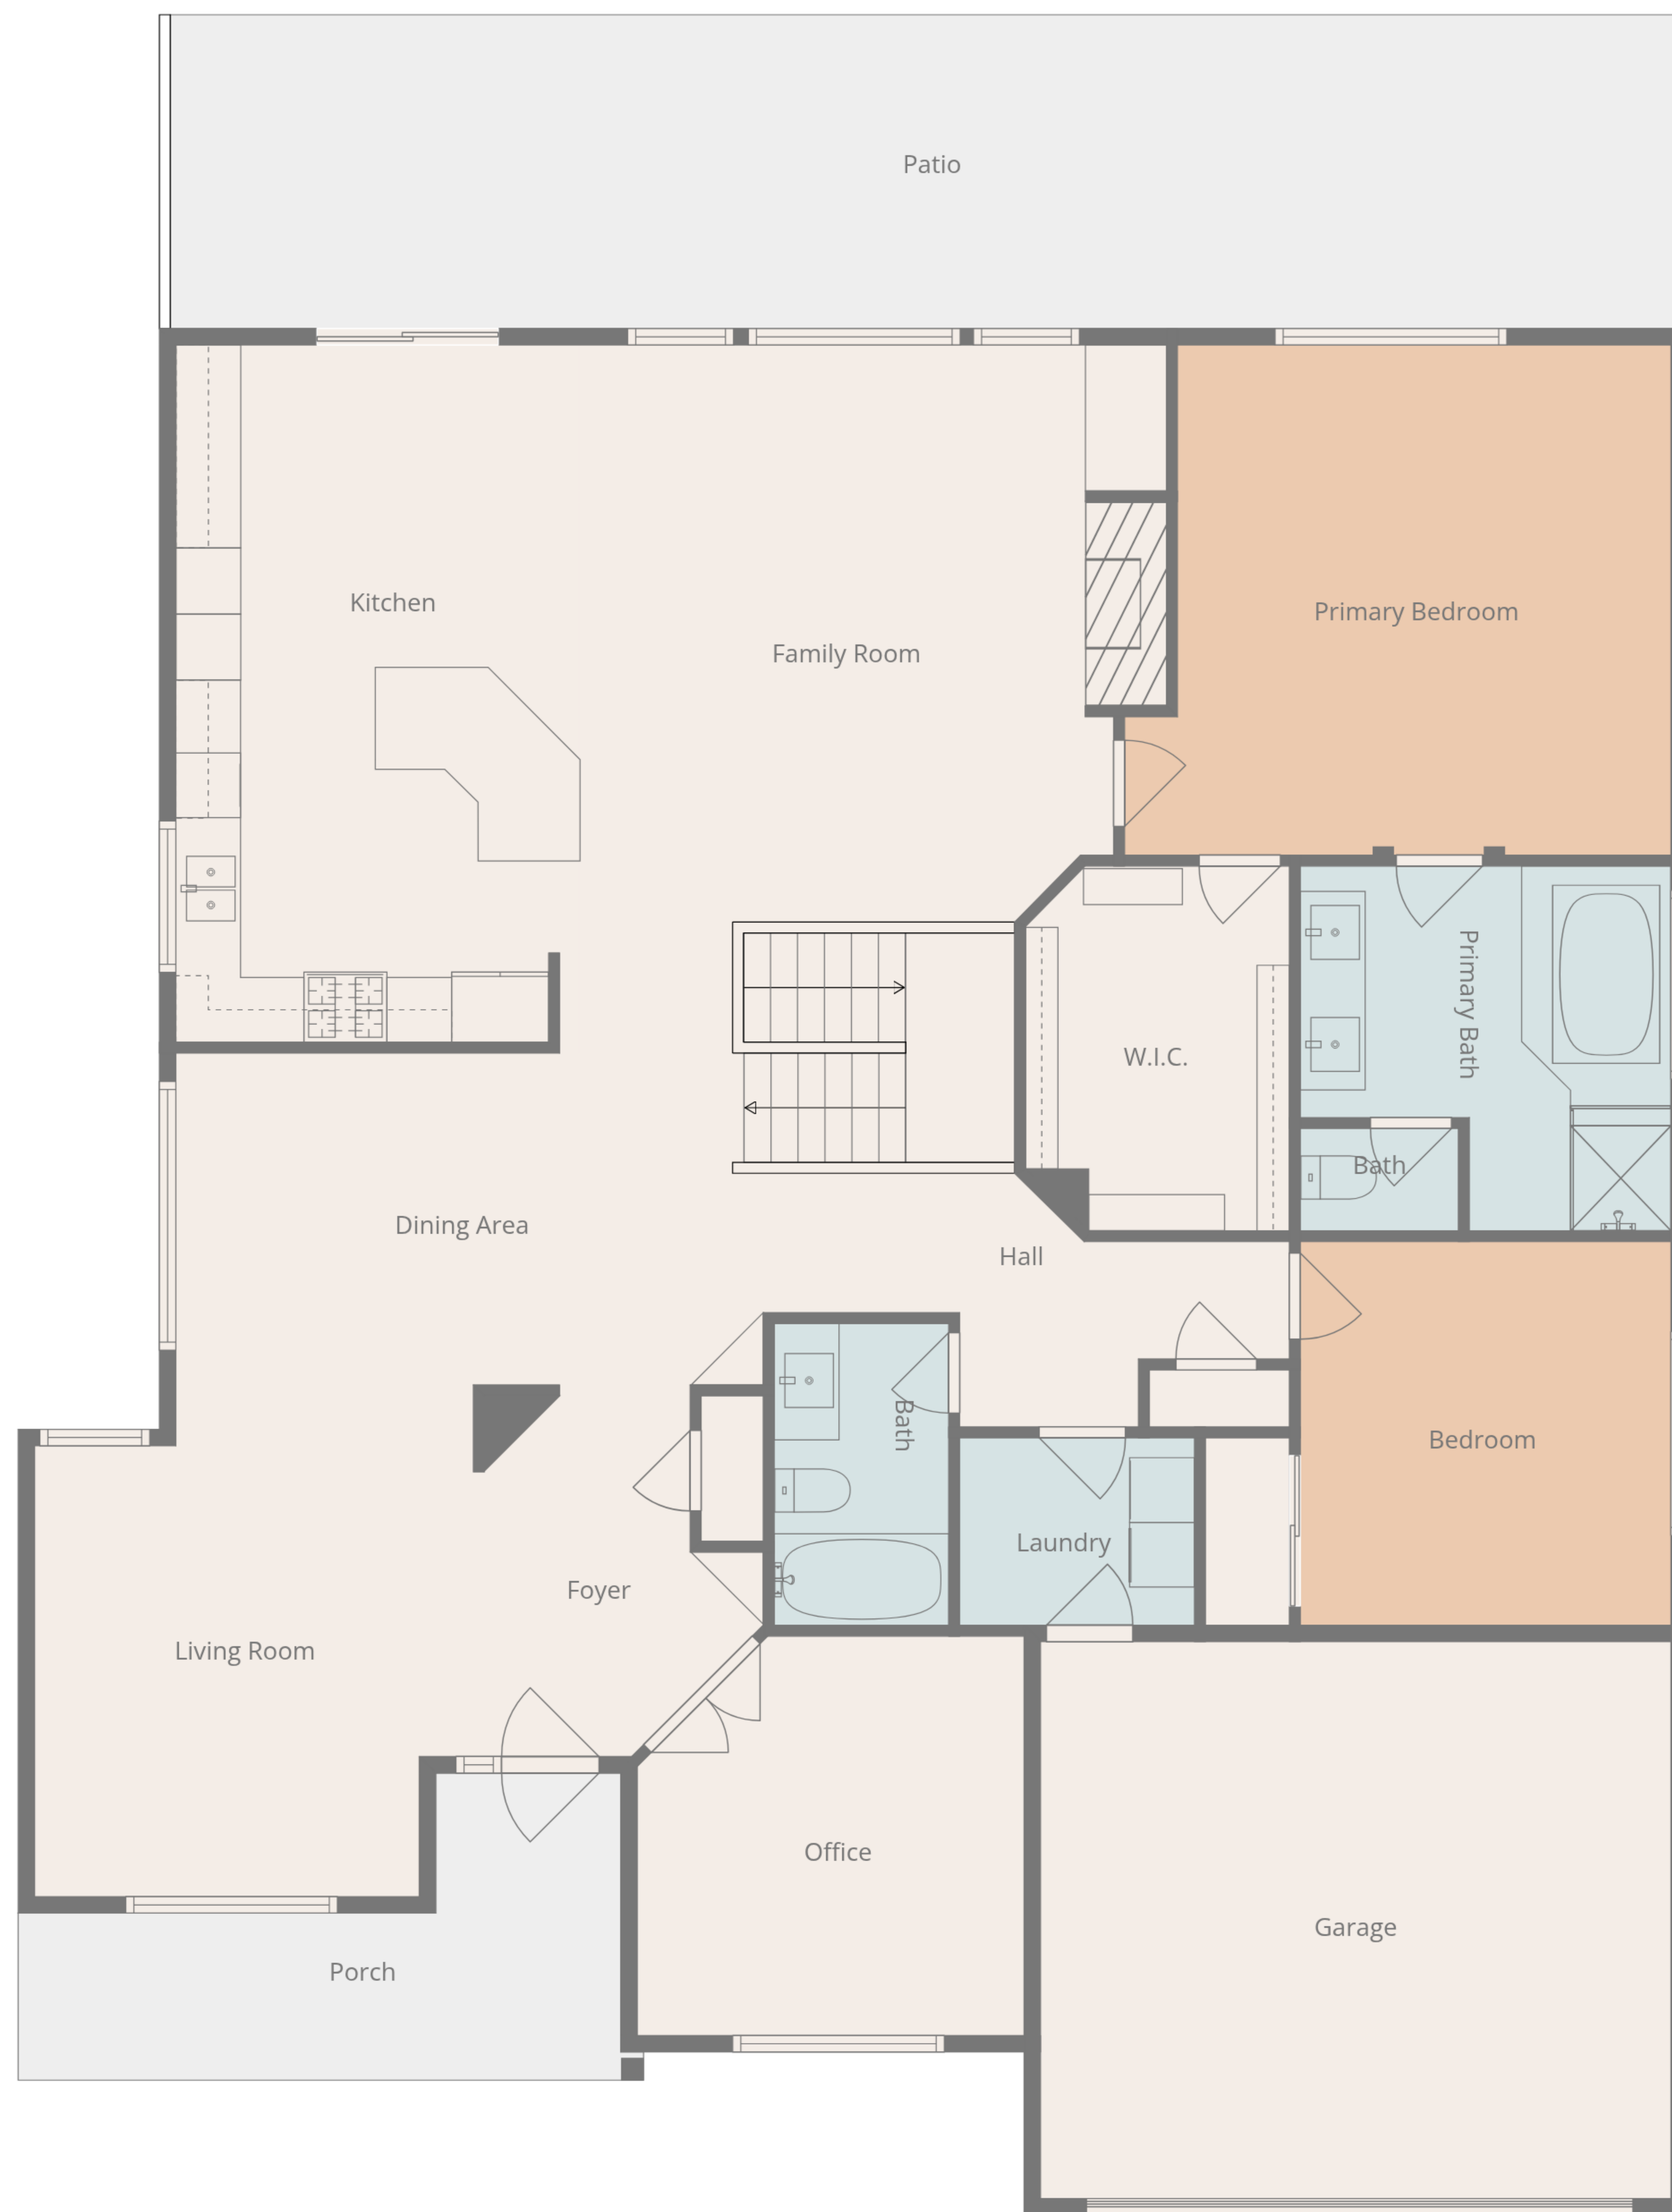 Patio
Kitchen
Primary Bedroom
Family Room
Primary Bath
W.I.C.
Bath
Dining Area
Hall
Bath
Bedroom
Laundry
Foyer
Living Room
Office
Garage
Porch